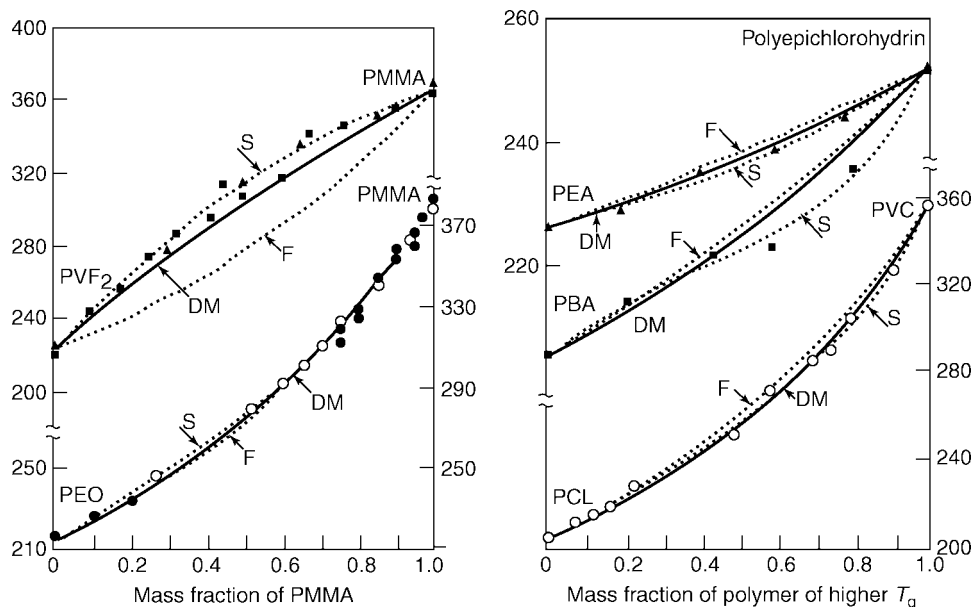 400
360
320
280
240
200
250
210
PMMA
S
PMMA
F
PVF2
DM
380
330
290
250
S
F
DM
PEO
0
0.2
0.4
0.6
0.8
1.0
Mass fraction of PMMA
260
240
220
Polyepichlorohydrin
F
S
PEA
DM
F
S
PVC
PBA
DM
360
320
280
240
200
F
DM
S
PCL
0
0.2
0.4
0.6
0.8
1.0
Mass fraction of polymer of higher Tg